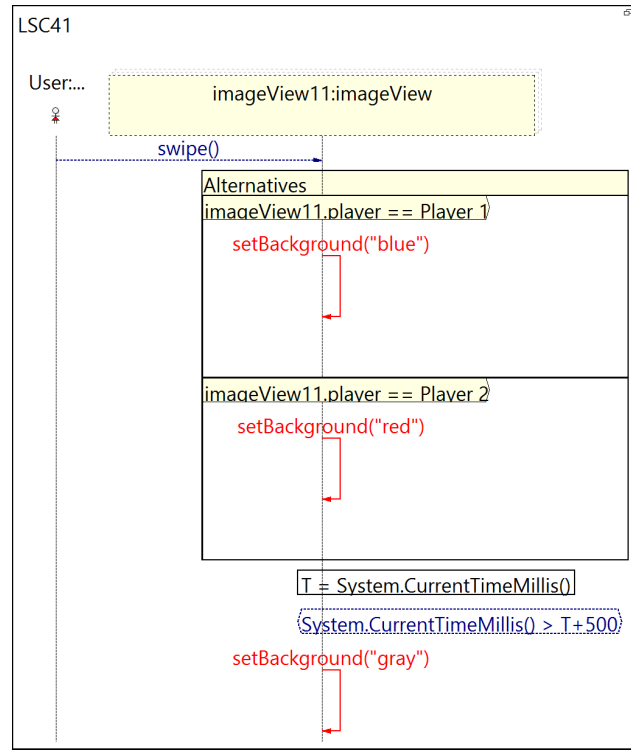 LSC41
User:...
imageView11:imageView
swipe()
Alternatives
imageView11.player == Player 1
setBackground("blue")
imageView11.player == Player 2
setBackground("red")
T = System.CurrentTimeMillis()
System.CurrentTimeMillis() > T+500
setBackground("gray")